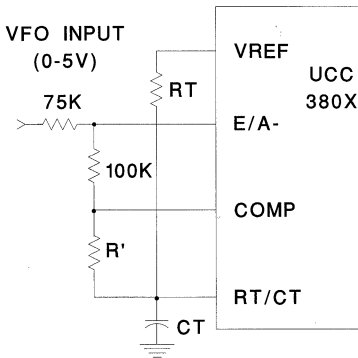 VFO INPUT
(0-5V)
75K
RT
100K
R'
CT
VREF
UCC
380X
E/A-
COMP
RT/CT